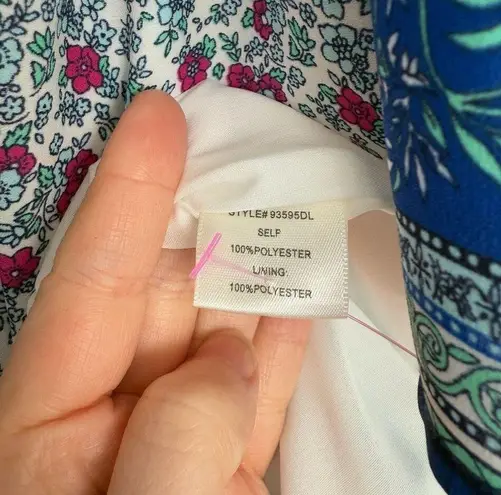 STYLE# 93595DL
SELF
100%POLYESTER
LINING:
100%POLYESTER